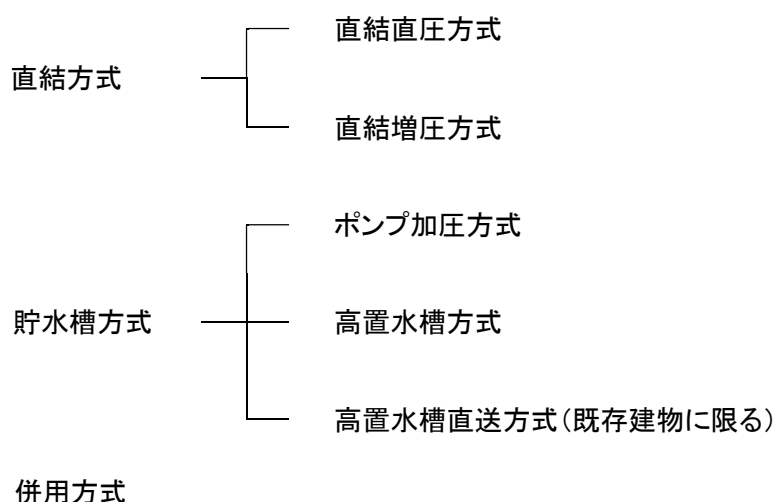 直結直圧方式
直結方式
直結増圧方式
ポンプ加圧方式
貯水槽方式
高置水槽方式
高置水槽直送方式(既存建物に限る)
併用方式